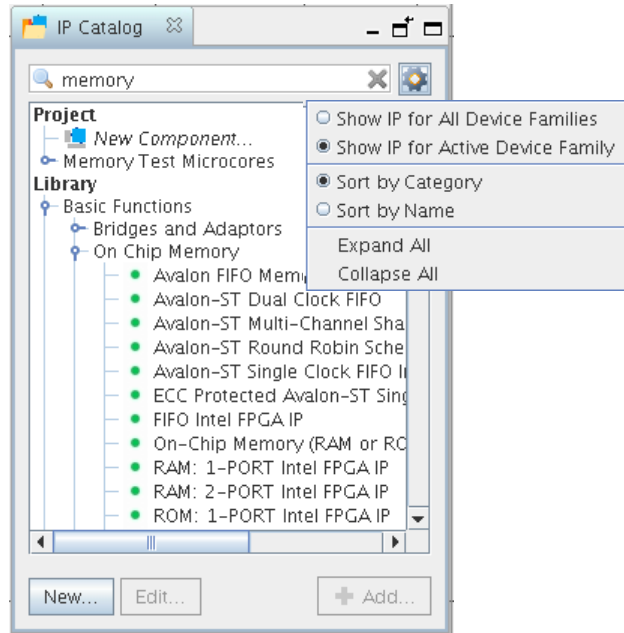 IP Catalog
memory
Project
New Component...
Memory Test Microcores
Library
Basic Functions
Bridges and Adaptors
On Chip Memory
Avalon FIFO Mem
Avalon-ST Dual Clock FIFO
Avalon-ST Multi-Channel Sha
Avalon-ST Round Robin Sche
Avalon-ST Single Clock FIFO I
ECC Protected Avalon-ST Sing
FIFO Intel FPGA IP
On-Chip Memory (RAM or RO
RAM: 1-PORT Intel FPGA IP
RAM: 2-PORT Intel FPGA IP
ROM: 1-PORT Intel FPGA IP
Show IP for All Device Families
Show IP for Active Device Family
Sort by Category
Sort by Name
Expand All
Collapse All
New...
Edit...
Add...